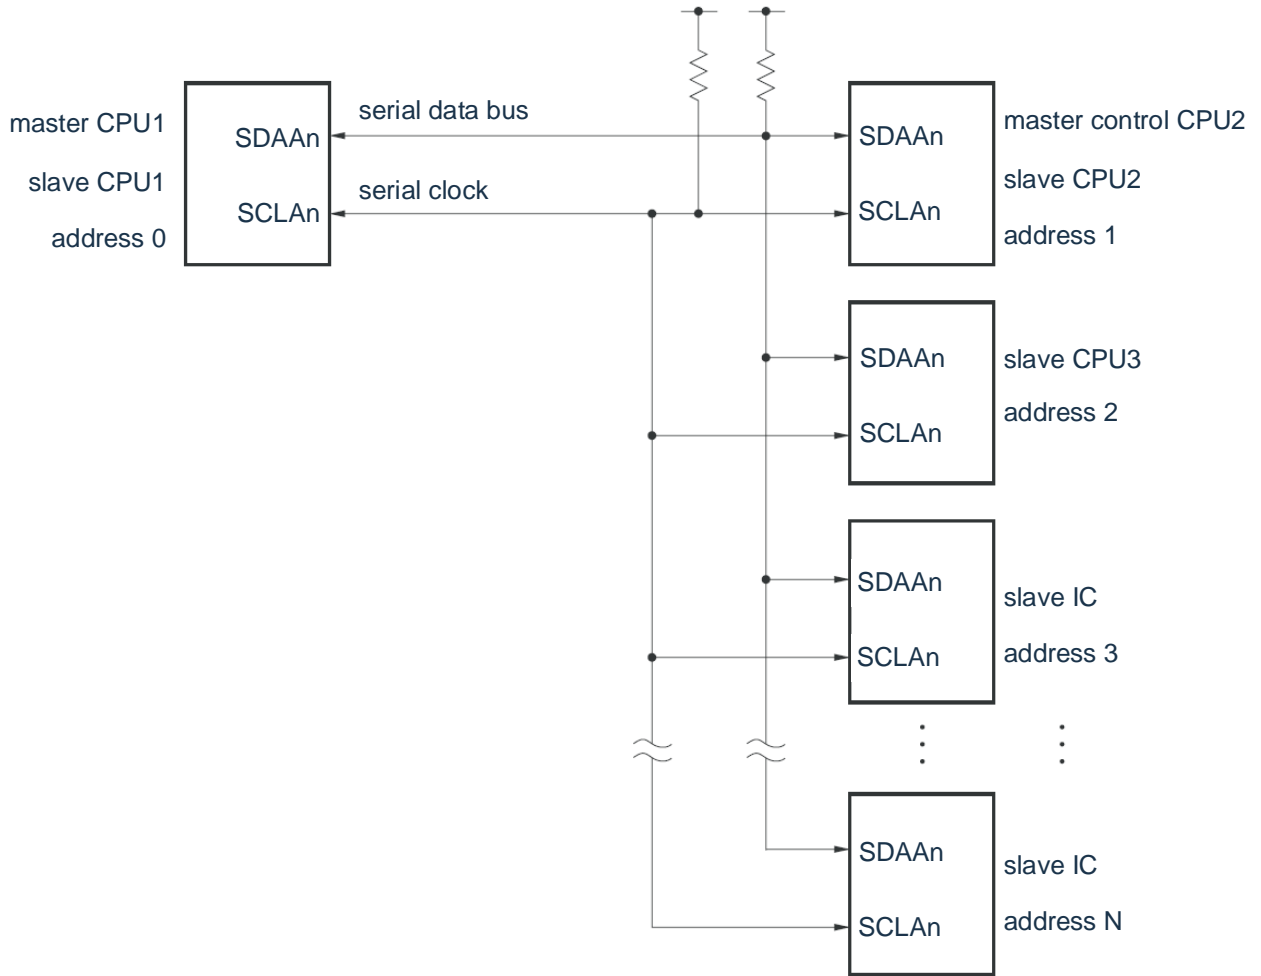 master CPU1
slave CPU1
address 0
SDAAn
SCLAn
serial data bus
serial clock
SDAAn
SCLAn
master control CPU2
slave CPU2
address 1
SDAAn
SCLAn
slave CPU3
address 2
SDAAn
SCLAn
slave IC
address 3
SDAAn
SCLAn
slave IC
address N